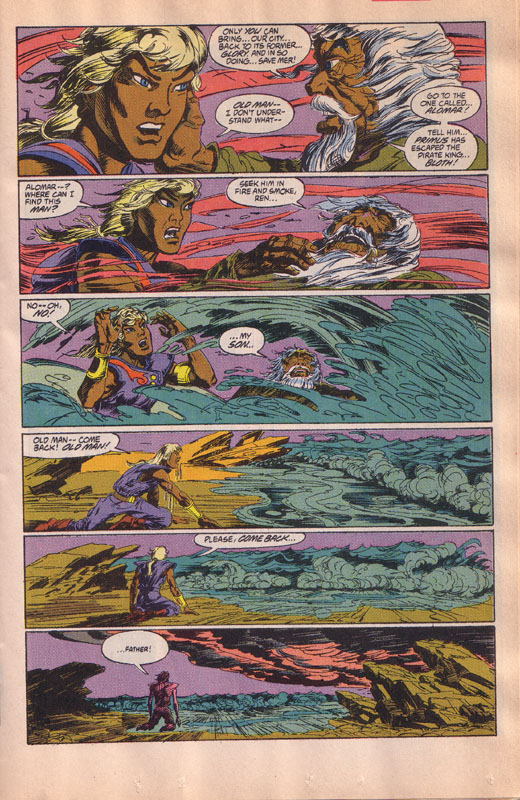 ONLY YOU CAN
BRING... OUR CITY...
BACK TO ITS FORMER...
GLORY. AND IN SO
DOING... SAVE MER!
OLD MAN--
I DON'T UNDER-
STAND WHAT--
GO TO THE
ONE CALLED...
ALOMAR!
TELL HIM...
PRIMUS HAS
ESCAPED THE
PIRATE KING...
BLOTH!
ALOMAR--?
WHERE CAN I
FIND THIS
MAN?
SEEK HIM IN
FIRE AND SMOKE,
REN...
NO--OH,
NO!
...MY
SON...
OLD MAN-- COME
BACK! OLD MAN!
PLEASE, COME BACK...
...FATHER!